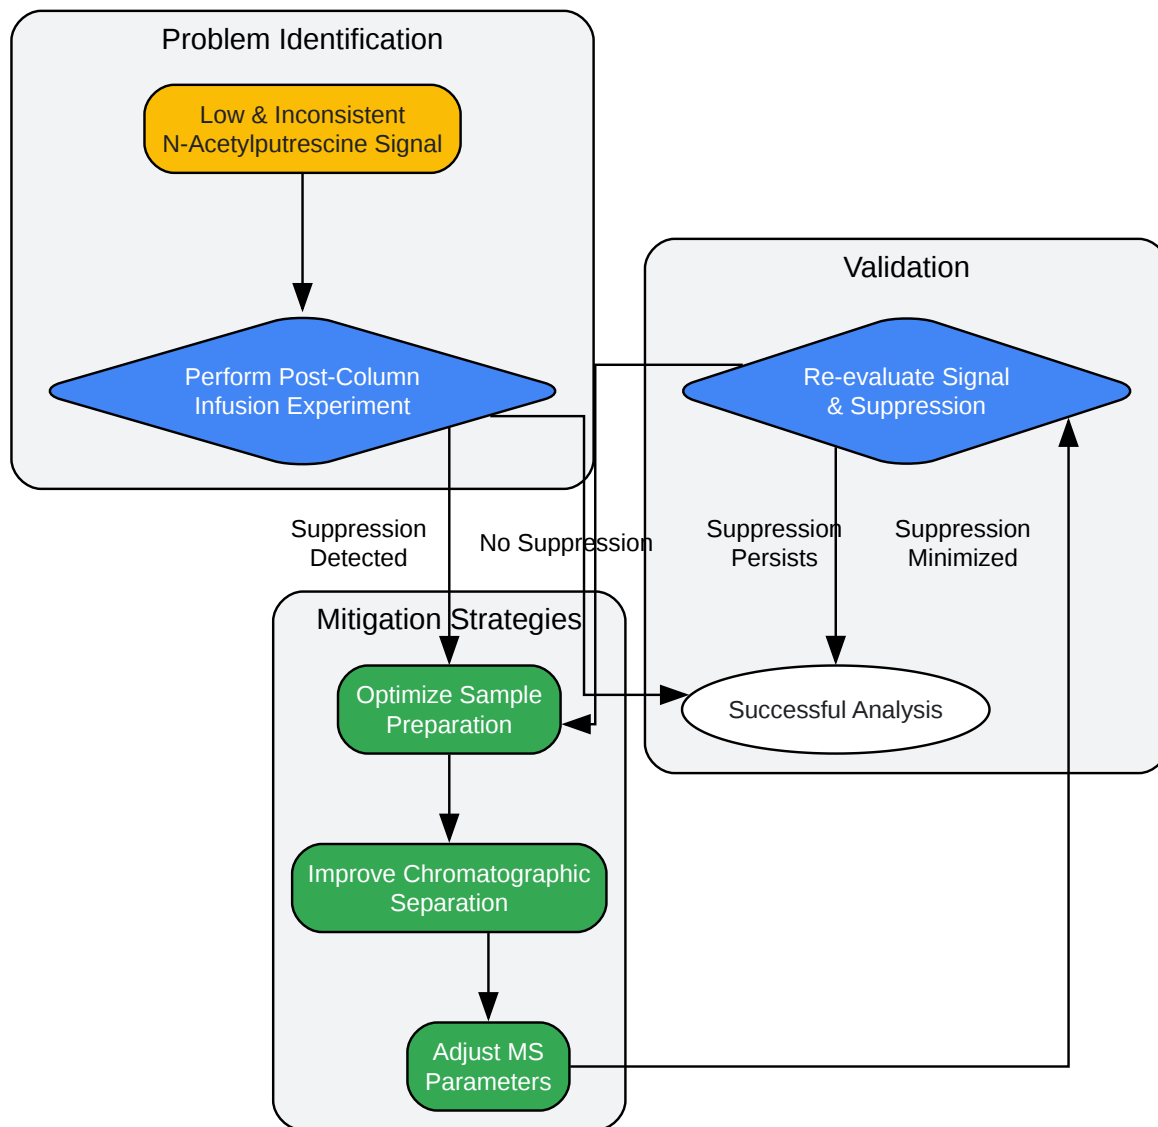 Problem Identification
Low & Inconsistent
N-Acetylputrescine Signal
Perform Post-Column
Infusion Experiment
Validation
Re-evaluate Signal
& Suppression
Suppression
Detected
No Suppression
Suppression
Persists
Suppression
Minimized
Mitigation Strategies
Optimize Sample
Preparation
Successful Analysis
Improve Chromatographic
Separation
Adjust MS
Parameters